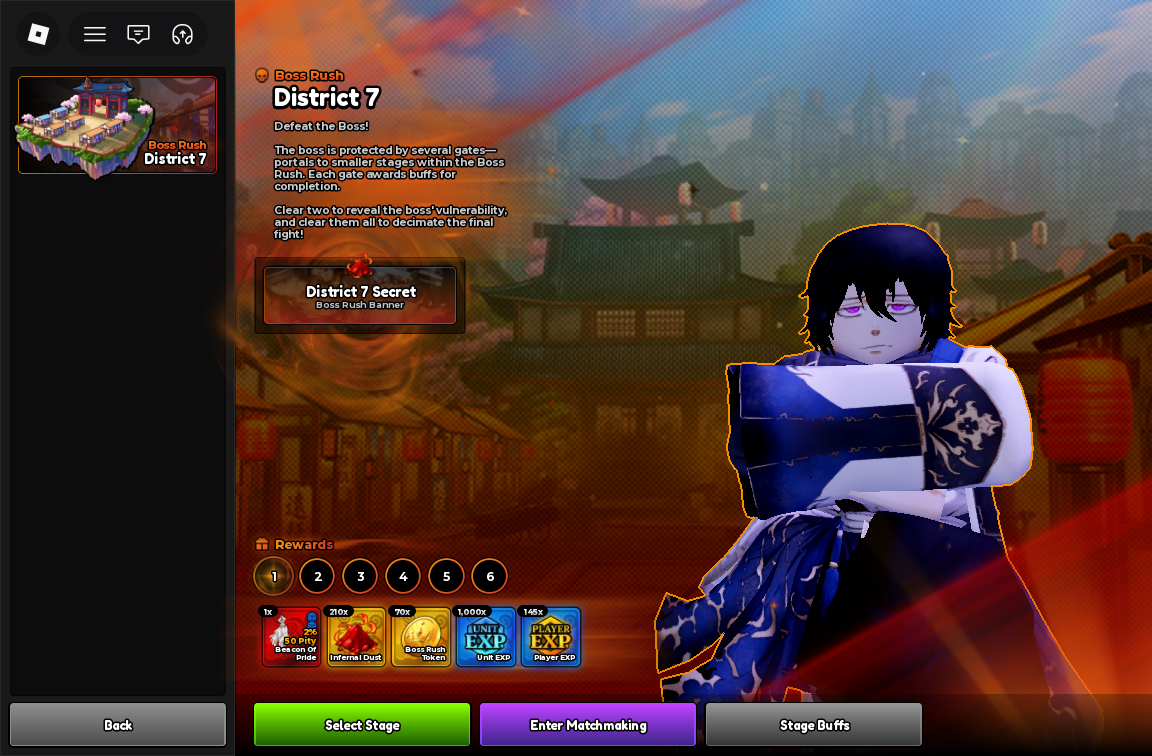 Boss Rush
District 7
Boss Rush
District 7
Defeat the Boss!
The boss is protected by several gates—
portals to smaller stages within the Boss
Rush. Each gate awards buffs for
completion.
Clear two to reveal the boss' vulnerability,
and clear them all to decimate the final
fight!
District 7 Secret
Boss Rush Banner
Rewards
1 2 3 4 5 6
1x
2%
50 Pity
Beacon Of
Pride
210x
Infernal Dust
70x
Boss Rush
Token
1,000x
UNIT
EXP
Unit EXP
145x
PLAYER
EXP
Player EXP
Back
Select Stage
Enter Matchmaking
Stage Buffs